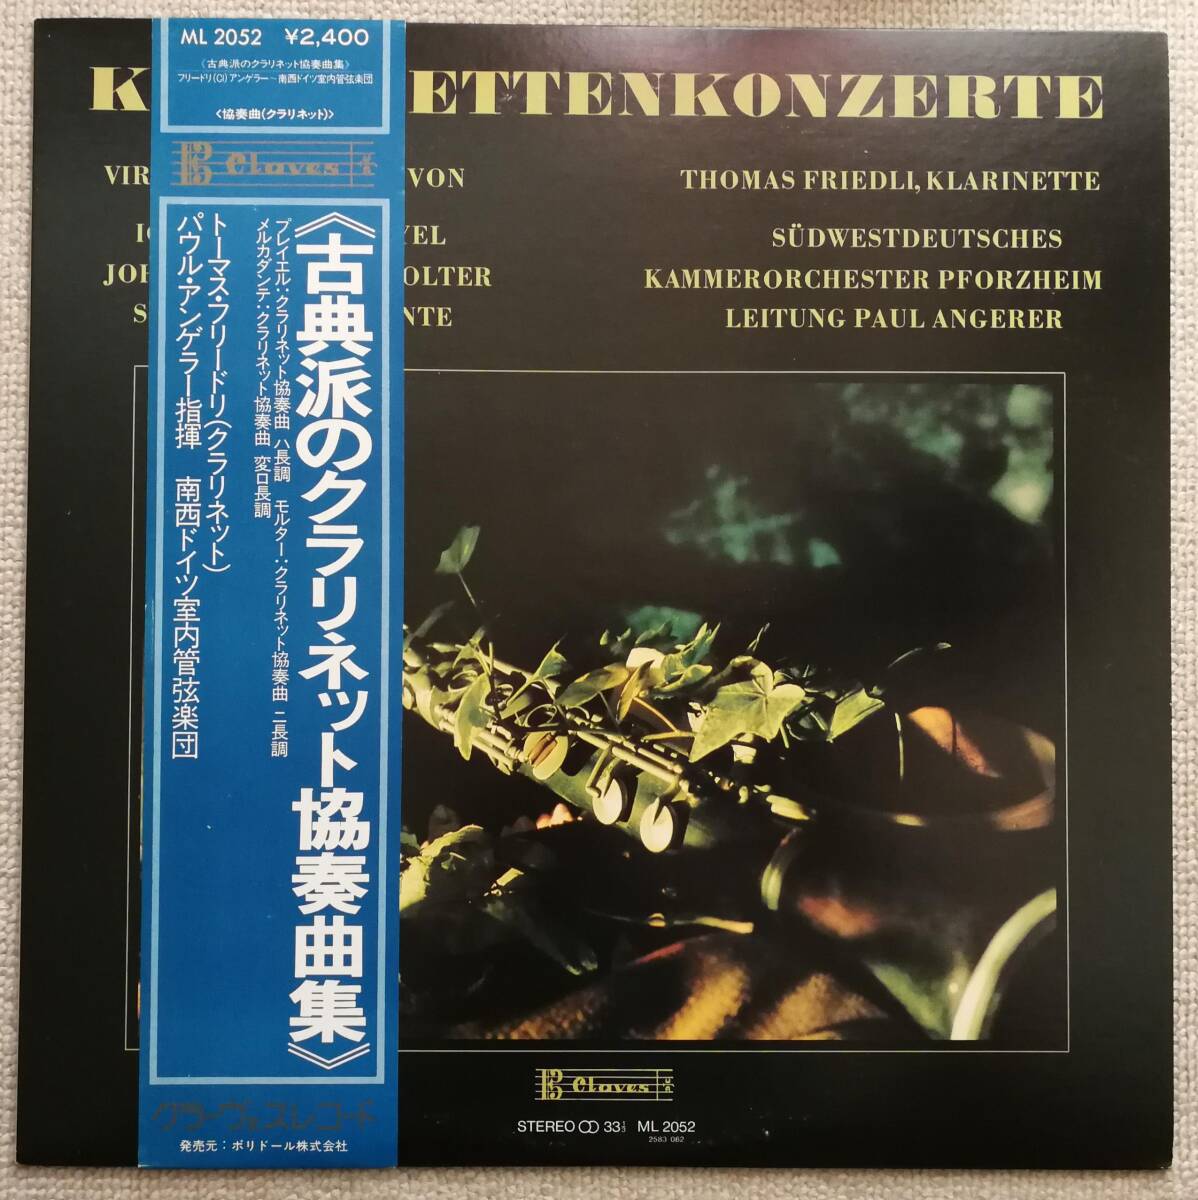 ML 2052 ¥2,400
《古典派のクラリネット協奏曲集》
フリードリ(Cl)アンゲラー~南西ドイツ室内管弦楽団
<協奏曲(クラリネット)>
Claves
《古典派のクラリネット協奏曲集》
プレイエル:クラリネット協奏曲 ハ長調 モルター:クラリネット協奏曲 ニ長調
メルカダンテ:クラリネット協奏曲 変ロ長調
トーマス・フリードリ(クラリネット)
パウル・アンゲラー指揮 南西ドイツ室内管弦楽団
クラーヴェスレコード
発売元:ポリドール株式会社
K ETTENKONZERTE
VIR VON
IG YEL
JOH OLTER
S NTE
THOMAS FRIEDLI, KLARINETTE
SÜDWESTDEUTSCHES
KAMMERORCHESTER PFORZHEIM
LEITUNG PAUL ANGERER
Claves
STEREO 33⅓ ML 2052
2583 062